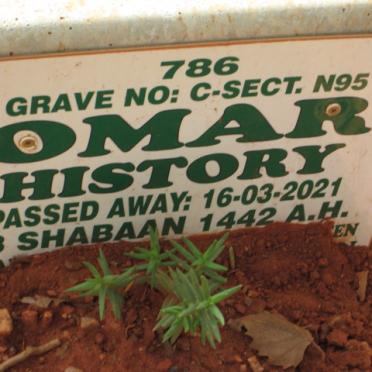 786
GRAVE NO: C-SECT. N95
OMAR
HISTORY
PASSED AWAY: 16-03-2021
SHABAAN 1442 A.H.